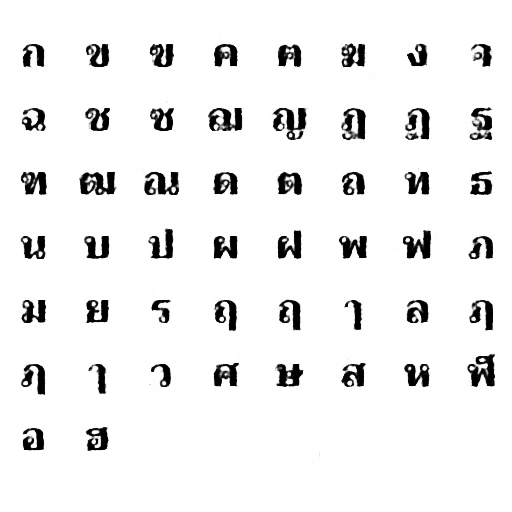 ก ข ฃ ค ฅ ฆ ง จ
ฉ ช ซ ฌ ญ ฎ ฏ ฐ
ฑ ฒ ณ ด ต ถ ท ธ
น บ ป ผ ฝ พ ฟ ภ
ม ย ร ฤ ฤ ๅ ล ฦ
ฦ ๅ ว ศ ษ ส ห ฬ
อ ฮ